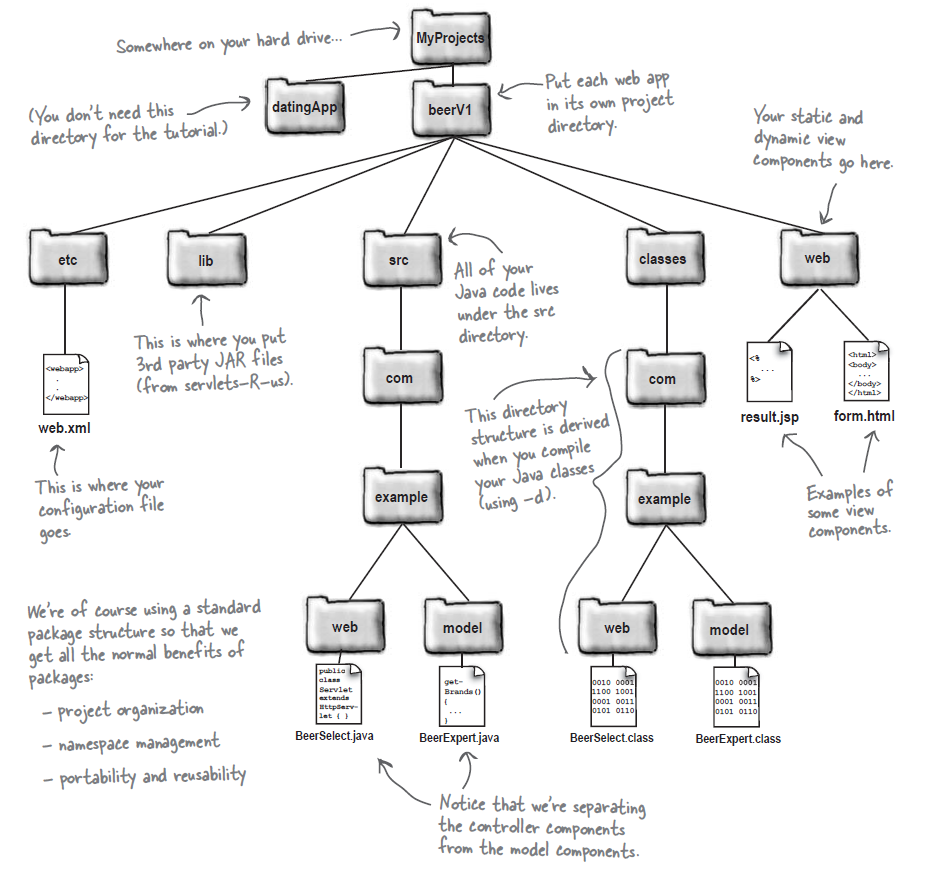 Somewhere on your hard drive...
MyProjects
(You don't need this
directory for the tutorial.)
datingApp
beerV1
Put each web app
in its own project
directory.
Your static and
dynamic view
components go here.
etc
lib
src
classes
web
This is where you put
3rd party JAR files
(from servlets-R-us).
All of your
Java code lives
under the src
directory.
<webapp>
.
.
</webapp>
web.xml
This is where your
configuration file
goes.
com
This directory
structure is derived
when you compile
your Java classes
(using -d).
com
<%
...
%>
result.jsp
<html>
<body>
...
</body>
</html>
form.html
Examples of
some view
components.
example
example
We're of course using a standard
package structure so that we
get all the normal benefits of
packages:
– project organization
– namespace management
– portability and reusability
web
model
web
model
public
class
Servlet
extends
HttpServ-
let { }
BeerSelect.java
get-
Brands()
{
...
}
BeerExpert.java
0010 0001
1100 1001
0001 0011
0101 0110
BeerSelect.class
0010 0001
1100 1001
0001 0011
0101 0110
BeerExpert.class
Notice that we're separating
the controller components
from the model components.